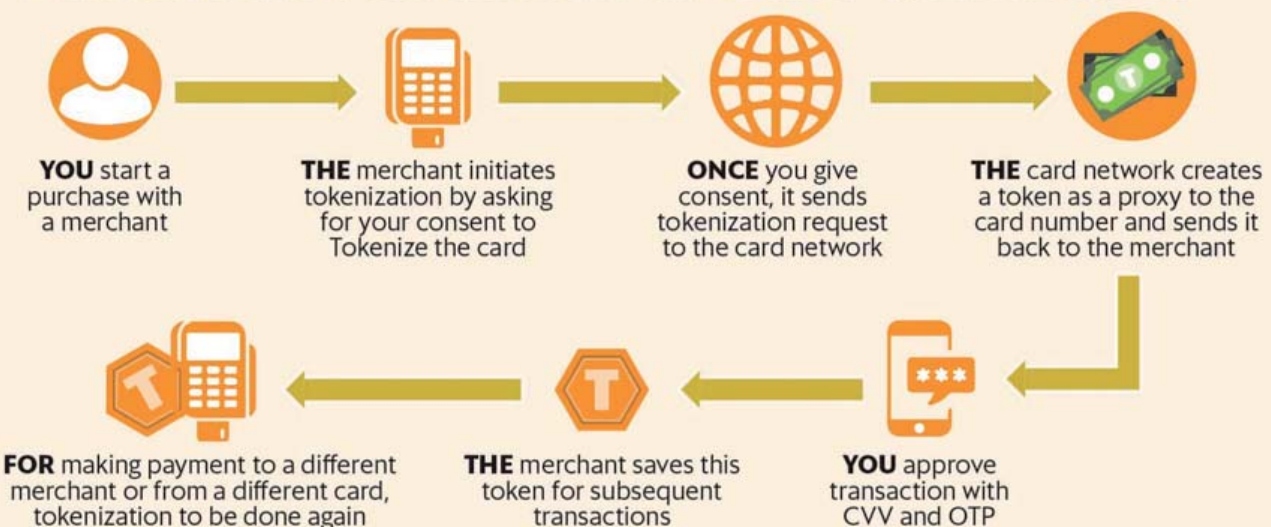 YOU start a
purchase with
a merchant
THE merchant initiates
tokenization by asking
for your consent to
Tokenize the card
ONCE you give
consent, it sends
tokenization request
to the card network
THE card network creates
a token as a proxy to the
card number and sends it
back to the merchant
T
YOU approve
transaction with
CVV and OTP
***
THE merchant saves this
token for subsequent
transactions
T
FOR making payment to a different
merchant or from a different card,
tokenization to be done again
T